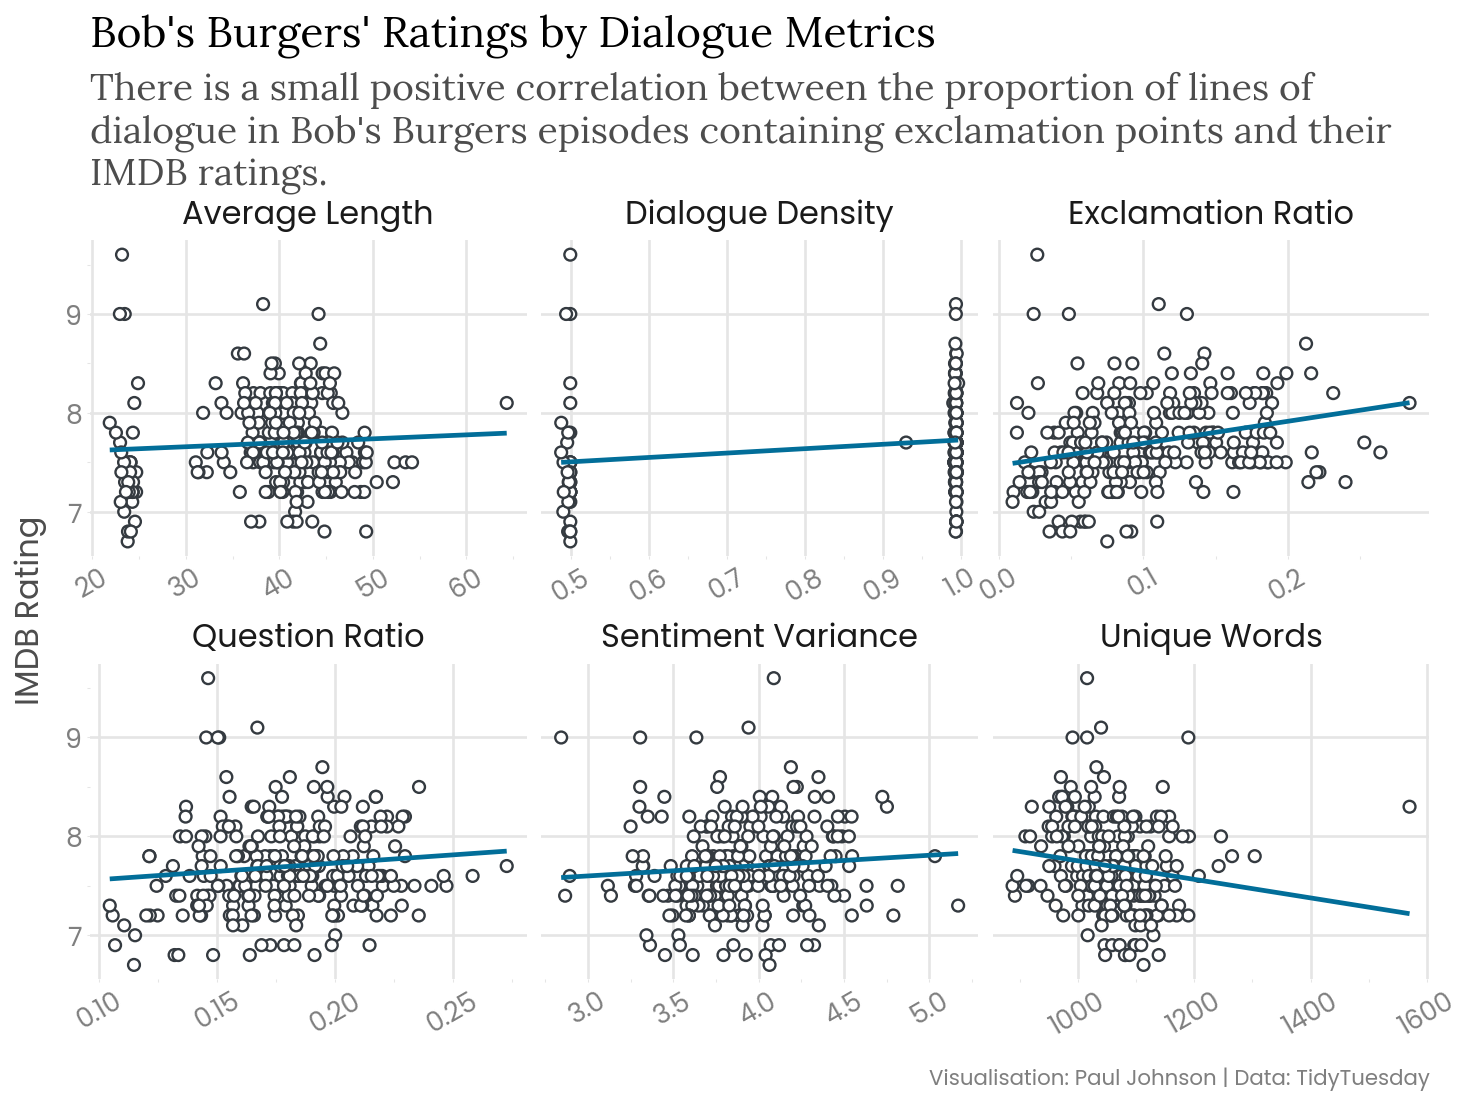 Bob's Burgers' Ratings by Dialogue Metrics
There is a small positive correlation between the proportion of lines of
dialogue in Bob's Burgers episodes containing exclamation points and their
IMDB ratings.
Average Length
Dialogue Density
Exclamation Ratio
9
8
7
20 30 40 50 60
0.5 0.6 0.7 0.8 0.9 1.0
0.0 0.1 0.2
IMDB Rating
Question Ratio
Sentiment Variance
Unique Words
9
8
7
0.10 0.15 0.20 0.25
3.0 3.5 4.0 4.5 5.0
1000 1200 1400 1600
Visualisation: Paul Johnson | Data: TidyTuesday